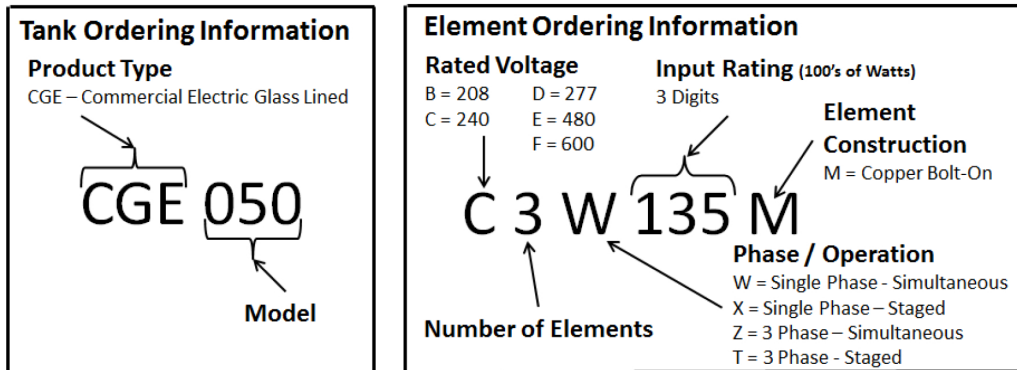 Tank Ordering Information
Product Type
CGE – Commercial Electric Glass Lined
CGE 050
Model
Element Ordering Information
Rated Voltage
B = 208 D = 277
C = 240 E = 480
F = 600
Input Rating (100's of Watts)
3 Digits
Element
Construction
M = Copper Bolt-On
C 3 W 135 M
Number of Elements
Phase / Operation
W = Single Phase - Simultaneous
X = Single Phase – Staged
Z = 3 Phase – Simultaneous
T = 3 Phase - Staged